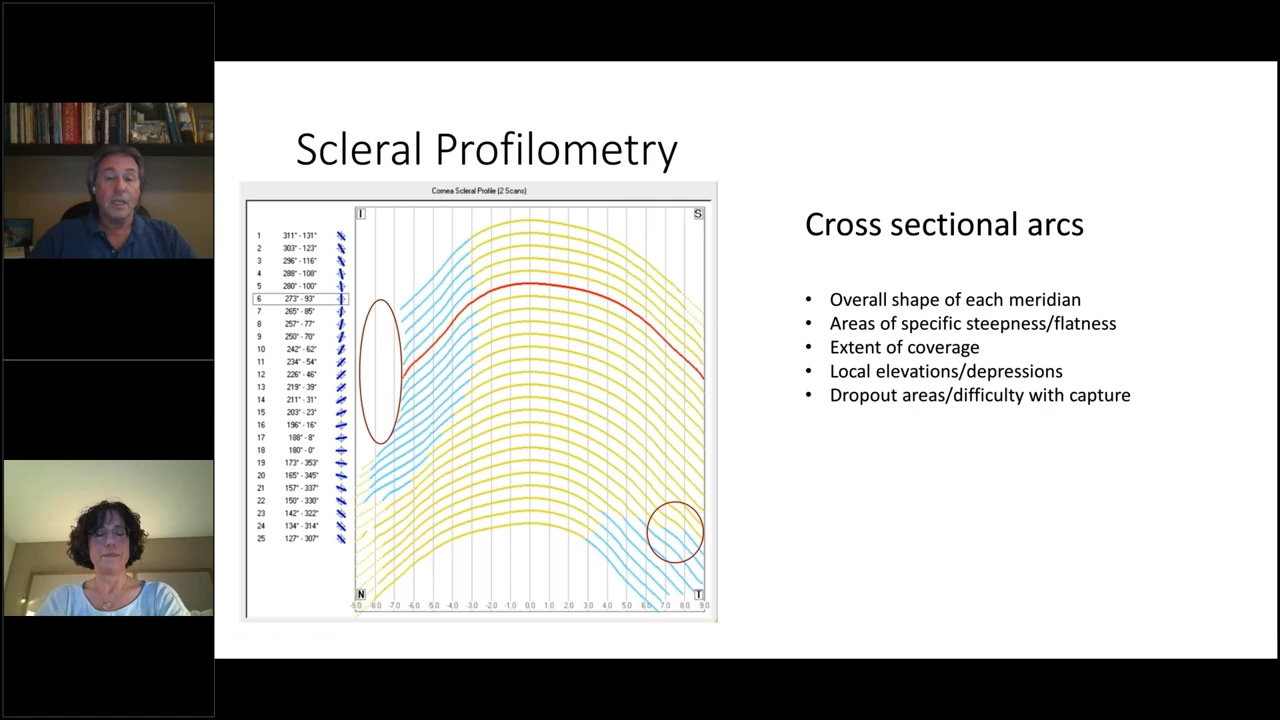 Scleral Profilometry
Cornea Scleral Profile (2 Scans)
I
S
1 311° - 131°
2 303° - 123°
3 296° - 116°
4 288° - 108°
5 280° - 100°
6 273° - 93°
7 265° - 85°
8 257° - 77°
9 250° - 70°
10 242° - 62°
11 234° - 54°
12 226° - 46°
13 219° - 39°
14 211° - 31°
15 203° - 23°
16 196° - 16°
17 188° - 8°
18 180° - 0°
19 173° - 353°
20 165° - 345°
21 157° - 337°
22 150° - 330°
23 142° - 322°
24 134° - 314°
25 127° - 307°
N
T
-9.0 -8.0 -7.0 -6.0 -5.0 -4.0 -3.0 -2.0 -1.0 0.0 1.0 2.0 3.0 4.0 5.0 6.0 7.0 8.0 9.0
Cross sectional arcs
• Overall shape of each meridian
• Areas of specific steepness/flatness
• Extent of coverage
• Local elevations/depressions
• Dropout areas/difficulty with capture